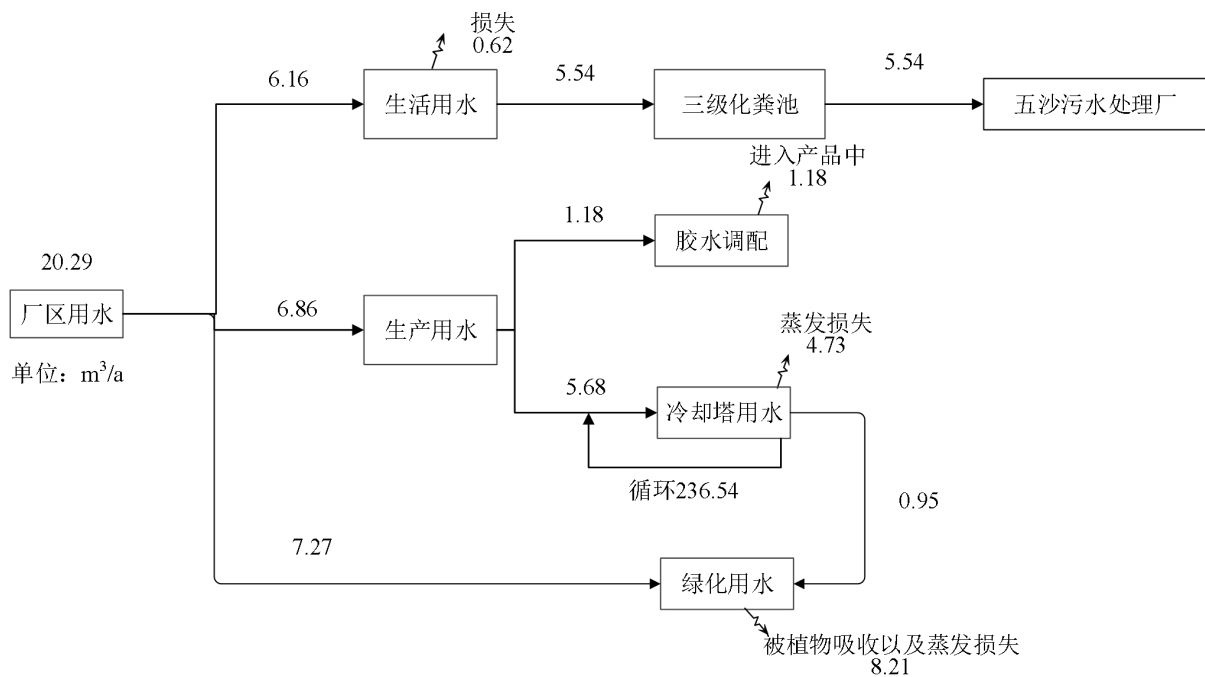 损失
0.62
6.16
生活用水
5.54
三级化粪池
5.54
五沙污水处理厂
进入产品中
1.18
1.18
胶水调配
20.29
厂区用水
单位：m³/a
6.86
生产用水
蒸发损失
4.73
5.68
冷却塔用水
循环236.54
0.95
7.27
绿化用水
被植物吸收以及蒸发损失
8.21